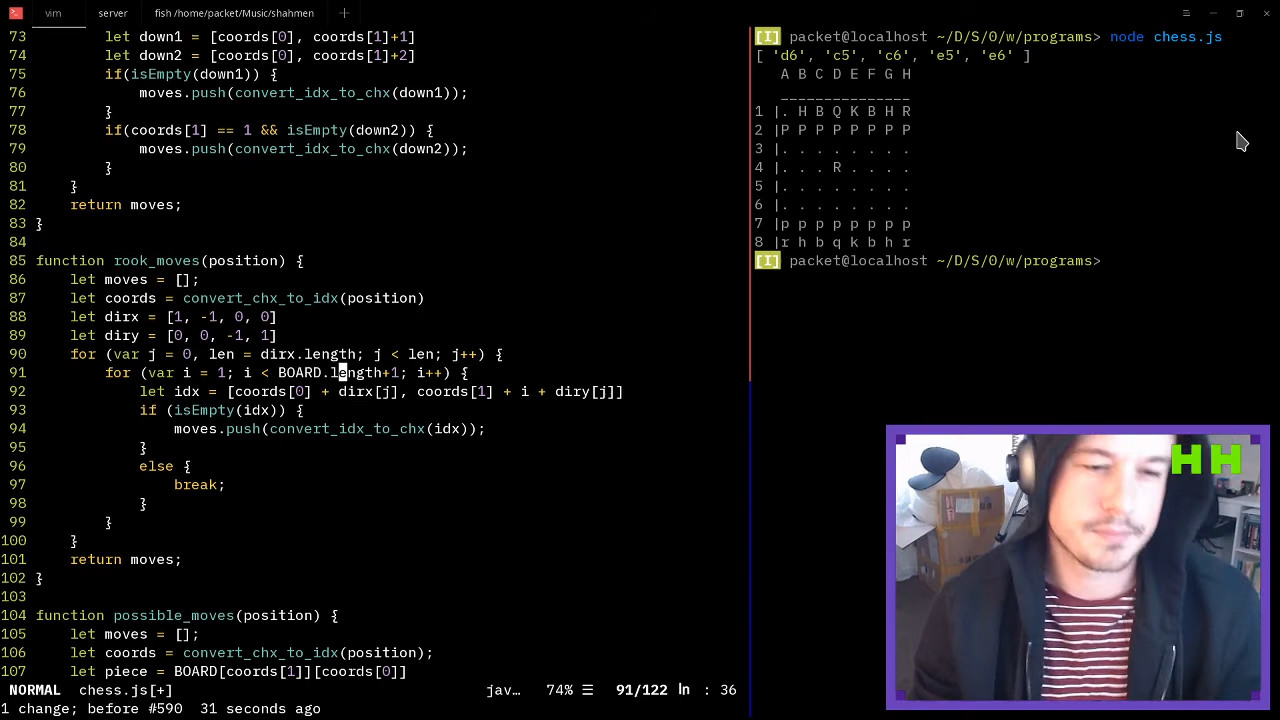 vim server fish /home/packet/Music/shahmen
73 let down1 = [coords[0], coords[1]+1]
74 let down2 = [coords[0], coords[1]+2]
75 if(isEmpty(down1)) {
76 moves.push(convert_idx_to_chx(down1));
77 }
78 if(coords[1] == 1 && isEmpty(down2)) {
79 moves.push(convert_idx_to_chx(down2));
80 }
81 }
82 return moves;
83 }
84
85 function rook_moves(position) {
86 let moves = [];
87 let coords = convert_chx_to_idx(position)
88 let dirx = [1, -1, 0, 0]
89 let diry = [0, 0, -1, 1]
90 for (var j = 0, len = dirx.length; j < len; j++) {
91 for (var i = 1; i < BOARD.length+1; i++) {
92 let idx = [coords[0] + dirx[j], coords[1] + i + diry[j]]
93 if (isEmpty(idx)) {
94 moves.push(convert_idx_to_chx(idx));
95 }
96 else {
97 break;
98 }
99 }
100 }
101 return moves;
102 }
103
104 function possible_moves(position) {
105 let moves = [];
106 let coords = convert_chx_to_idx(position);
107 let piece = BOARD[coords[1]][coords[0]]
NORMAL chess.js[+] jav… 74% ☰ 91/122 ㏑ : 36
1 change; before #590 31 seconds ago
[I] packet@localhost ~/D/S/0/w/programs> node chess.js
[ 'd6', 'c5', 'c6', 'e5', 'e6' ]
A B C D E F G H
_______________
1 |. H B Q K B H R
2 |P P P P P P P P
3 |. . . . . . . .
4 |. . . R . . . .
5 |. . . . . . . .
6 |. . . . . . . .
7 |p p p p p p p p
8 |r h b q k b h r
[I] packet@localhost ~/D/S/0/w/programs>
HH